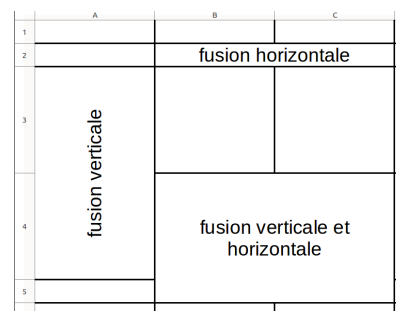 A B C
1
2 fusion horizontale
3
fusion verticale
4
fusion verticale et
horizontale
5